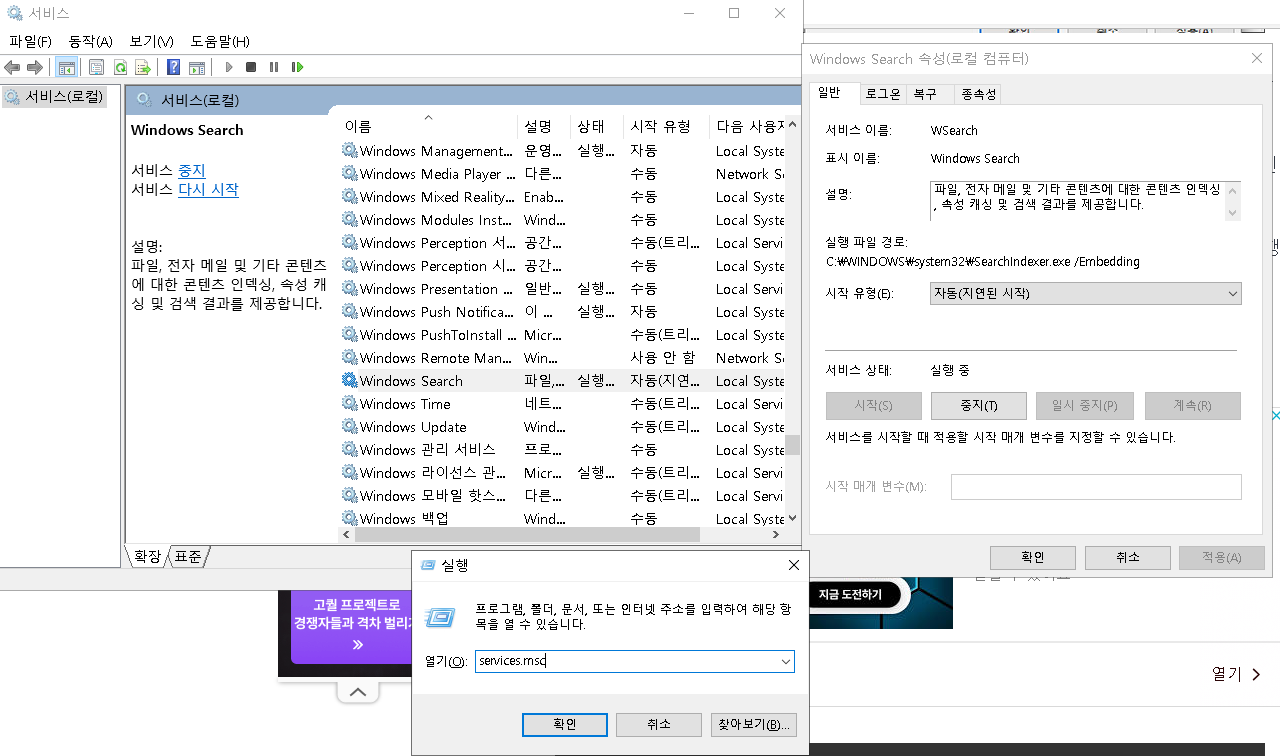 서비스
파일(F) 동작(A) 보기(V) 도움말(H)
서비스(로컬)
서비스(로컬)
Windows Search
서비스 중지
서비스 다시 시작
설명:
파일, 전자 메일 및 기타 콘텐츠
에 대한 콘텐츠 인덱싱, 속성 캐
싱 및 검색 결과를 제공합니다.
이름 설명 상태 시작 유형 다음 사용자
Windows Management... 운영... 실행... 자동 Local Syste
Windows Media Player ... 다른... 수동 Network S
Windows Mixed Reality... Enab... 수동 Local Syste
Windows Modules Inst... Wind... 수동 Local Syste
Windows Perception 서... 공간... 수동(트리... Local Servi
Windows Perception 시... 공간... 수동 Local Syste
Windows Presentation ... 일반... 실행... 수동 Local Servi
Windows Push Notifica... 이 ... 실행... 자동 Local Syste
Windows PushToInstall ... Micr... 수동(트리... Local Syste
Windows Remote Man... Win... 사용 안 함 Network S
Windows Search 파일,... 실행... 자동(지연... Local Syste
Windows Time 네트... 수동(트리... Local Servi
Windows Update Wind... 수동(트리... Local Syste
Windows 관리 서비스 프로... 수동 Local Syste
Windows 라이선스 관... Micr... 실행... 수동(트리... Local Servi
Windows 모바일 핫스... 다른... 수동(트리... Local Servi
Windows 백업 Wind... 수동 Local Syste
확장 표준
Windows Search 속성(로컬 컴퓨터)
일반 로그온 복구 종속성
서비스 이름: WSearch
표시 이름: Windows Search
설명: 파일, 전자 메일 및 기타 콘텐츠에 대한 콘텐츠 인덱싱
, 속성 캐싱 및 검색 결과를 제공합니다.
실행 파일 경로:
C:₩WINDOWS₩system32₩SearchIndexer.exe /Embedding
시작 유형(E): 자동(지연된 시작)
서비스 상태: 실행 중
시작(S) 중지(T) 일시 중지(P) 계속(R)
서비스를 시작할 때 적용할 시작 매개 변수를 지정할 수 있습니다.
시작 매개 변수(M):
확인 취소 적용(A)
실행
프로그램, 폴더, 문서, 또는 인터넷 주소를 입력하여 해당 항
목을 열 수 있습니다.
열기(O): services.msc
확인 취소 찾아보기(B)...
고퀄 프로젝트로
경쟁자들과 격차 벌리기
지금 도전하기
열기